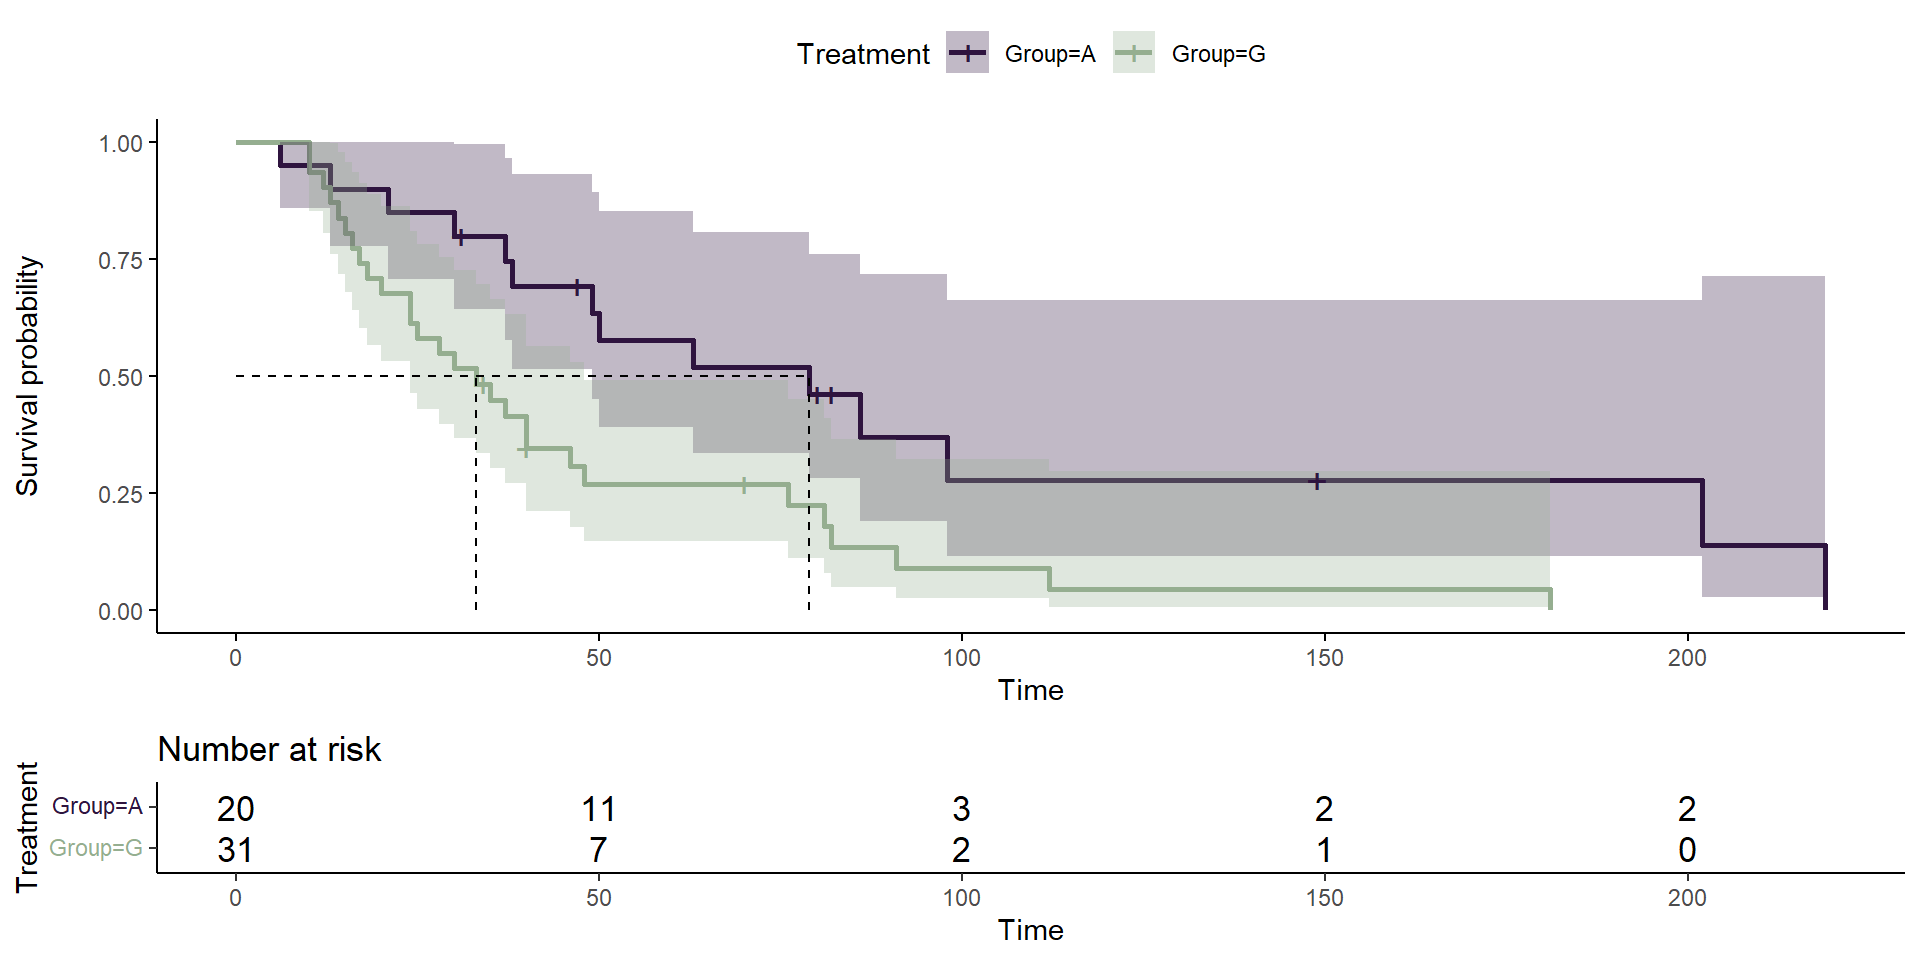 Treatment Group=A Group=G
Survival probability
1.00
0.75
0.50
0.25
0.00
0 50 100 150 200
Time
Number at risk
Treatment
Group=A 20 11 3 2 2
Group=G 31 7 2 1 0
0 50 100 150 200
Time